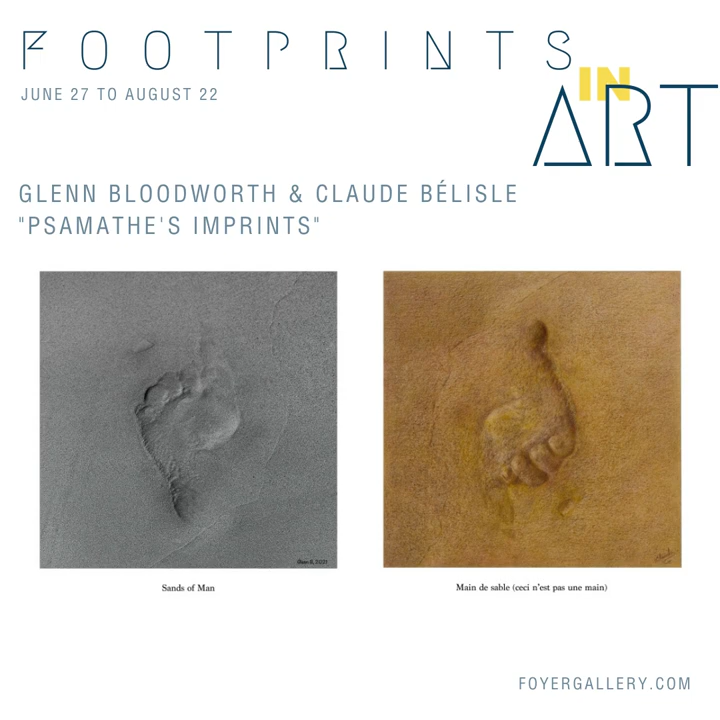 FOOTPRINTS
IN
ART
JUNE 27 TO AUGUST 22
GLENN BLOODWORTH & CLAUDE BÉLISLE
"PSAMATHE'S IMPRINTS"
Sands of Man
Main de sable (ceci n'est pas une main)
FOYERGALLERY.COM